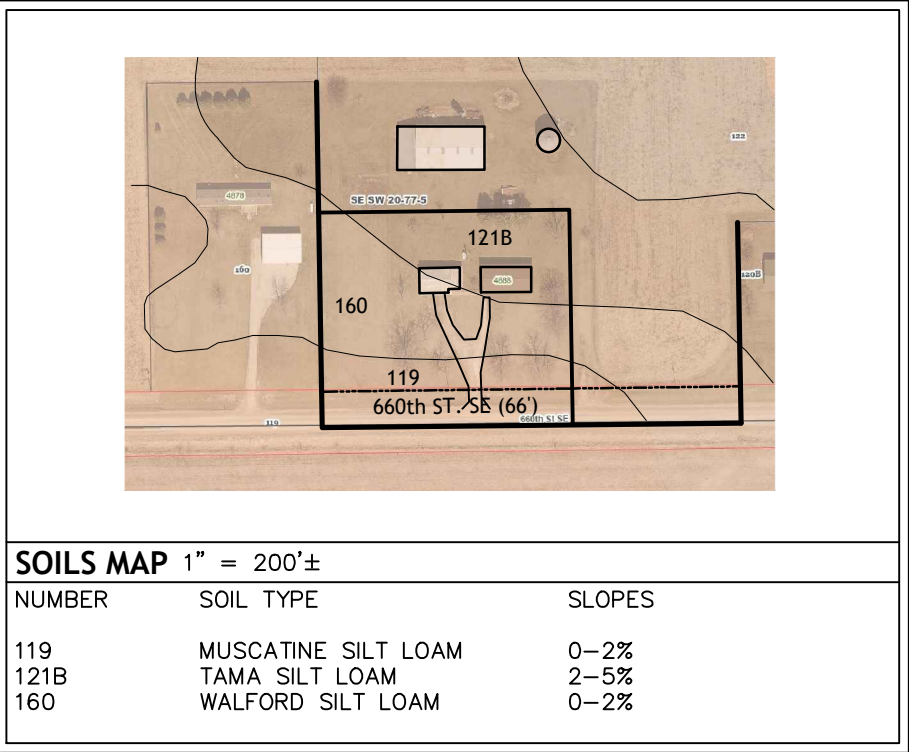 122
4878
SE SW 20-77-5
121B
160
120B
4888
160
119
660th ST. SE (66')
119
660th St SE
SOILS MAP 1" = 200'±
NUMBER SOIL TYPE SLOPES
119 MUSCATINE SILT LOAM 0-2%
121B TAMA SILT LOAM 2-5%
160 WALFORD SILT LOAM 0-2%